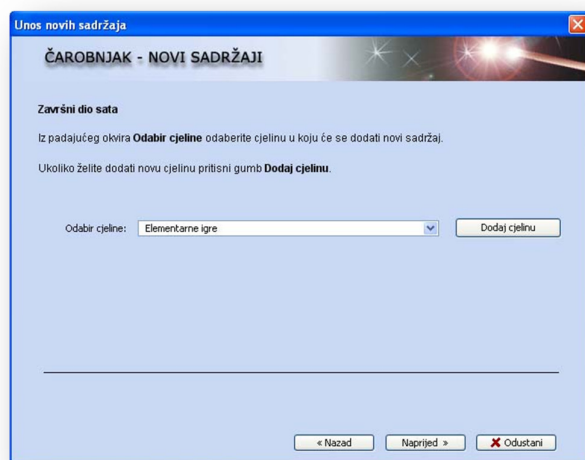 Unos novih sadržaja
ČAROBNJAK - NOVI SADRŽAJI
Završni dio sata
Iz padajućeg okvira Odabir cjeline odaberite cjelinu u koju će se dodati novi sadržaj.
Ukoliko želite dodati novu cjelinu pritisni gumb Dodaj cjelinu.
Odabir cjeline: Elementarne igre Dodaj cjelinu
« Nazad Naprijed » Odustani